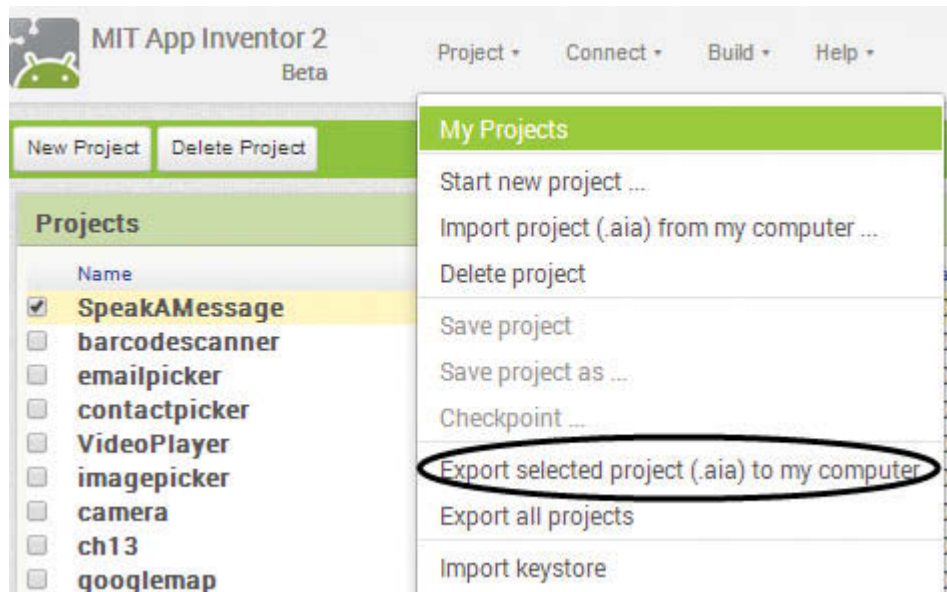 MIT App Inventor 2
Beta
Project
Connect
Build
Help
New Project
Delete Project
My Projects
Start new project ...
Import project (.aia) from my computer ...
Delete project
Save project
Save project as ...
Checkpoint ...
Export selected project (.aia) to my computer
Export all projects
Import keystore
Projects
Name
SpeakAMessage
barcodescanner
emailpicker
contactpicker
VideoPlayer
imagepicker
camera
ch13
googlemap